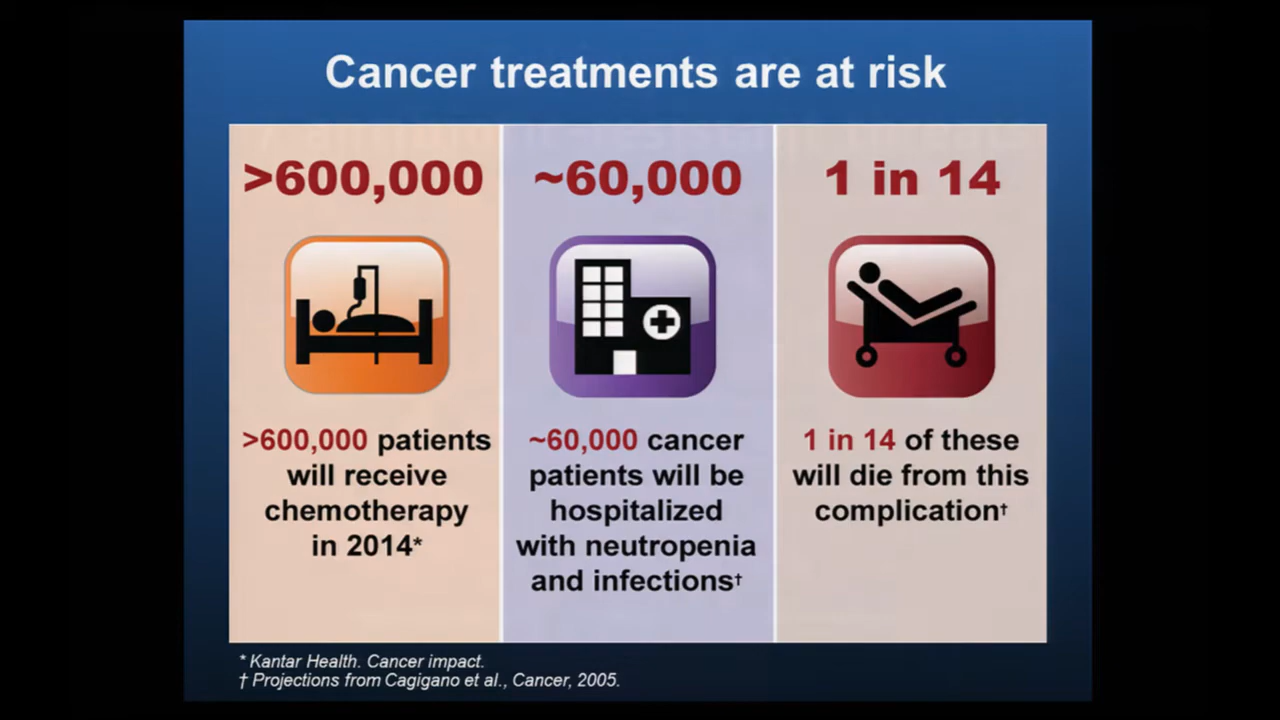 Cancer treatments are at risk
>600,000
~60,000
1 in 14
>600,000 patients
will receive
chemotherapy
in 2014*
~60,000 cancer
patients will be
hospitalized
with neutropenia
and infections†
1 in 14 of these
will die from this
complication†
* Kantar Health. Cancer impact.
† Projections from Cagigano et al., Cancer, 2005.